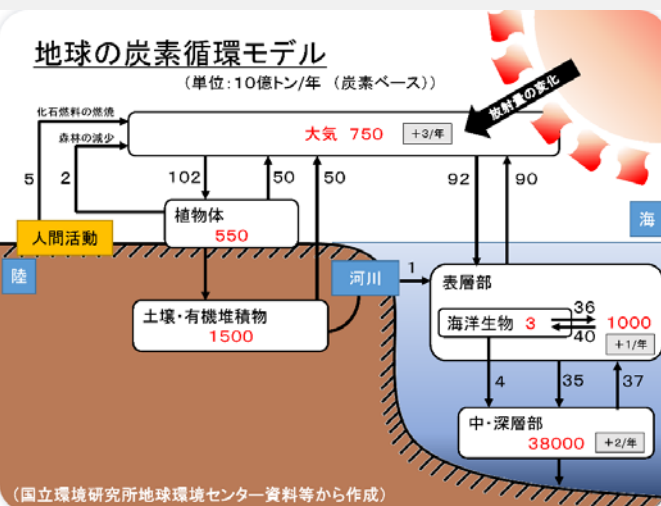 地球の炭素循環モデル
(単位:10億トン/年 (炭素ベース))
放射量の変化
化石燃料の燃焼
大気 750 +3/年
森林の減少
5 2 102 50 50 92 90
植物体
550
人間活動
海
陸
河川
1
表層部
土壌・有機堆積物
1500
海洋生物 3
36
40
1000
+1/年
4 35 37
中・深層部
38000 +2/年
(国立環境研究所地球環境センター資料等から作成)